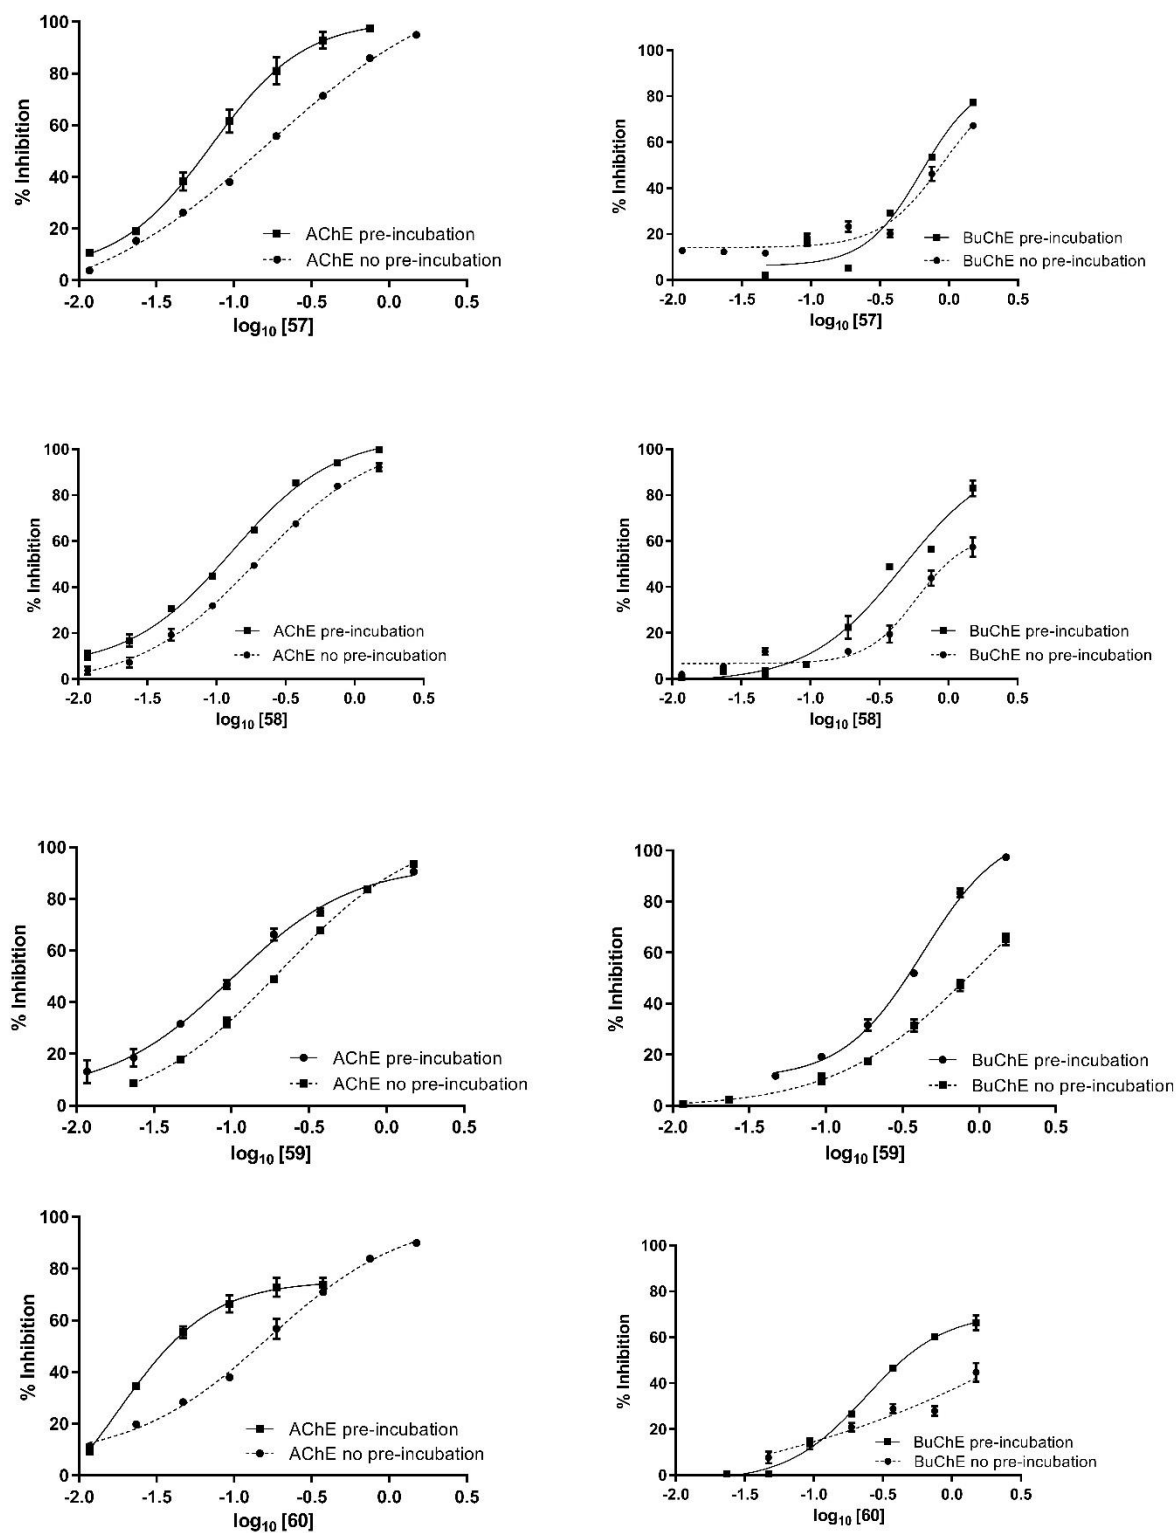 100
80
60
40
20
0
% Inhibition
AChE pre-incubation
AChE no pre-incubation
-2.0 -1.5 -1.0 -0.5 0.0 0.5
log10 [57]
100
80
60
40
20
0
% Inhibition
BuChE pre-incubation
BuChE no pre-incubation
-2.0 -1.5 -1.0 -0.5 0.0 0.5
log10 [57]
100
80
60
40
20
0
% Inhibition
AChE pre-incubation
AChE no pre-incubation
-2.0 -1.5 -1.0 -0.5 0.0 0.5
log10 [58]
100
80
60
40
20
0
% Inhibition
BuChE pre-incubation
BuChE no pre-incubation
-2.0 -1.5 -1.0 -0.5 0.0 0.5
log10 [58]
100
80
60
40
20
0
% Inhibition
AChE pre-incubation
AChE no pre-incubation
-2.0 -1.5 -1.0 -0.5 0.0 0.5
log10 [59]
100
80
60
40
20
0
% Inhibition
BuChE pre-incubation
BuChE no pre-incubation
-2.0 -1.5 -1.0 -0.5 0.0 0.5
log10 [59]
100
80
60
40
20
0
% Inhibition
AChE pre-incubation
AChE no pre-incubation
-2.0 -1.5 -1.0 -0.5 0.0 0.5
log10 [60]
100
80
60
40
20
0
% Inhibition
BuChE pre-incubation
BuChE no pre-incubation
-2.0 -1.5 -1.0 -0.5 0.0 0.5
log10 [60]